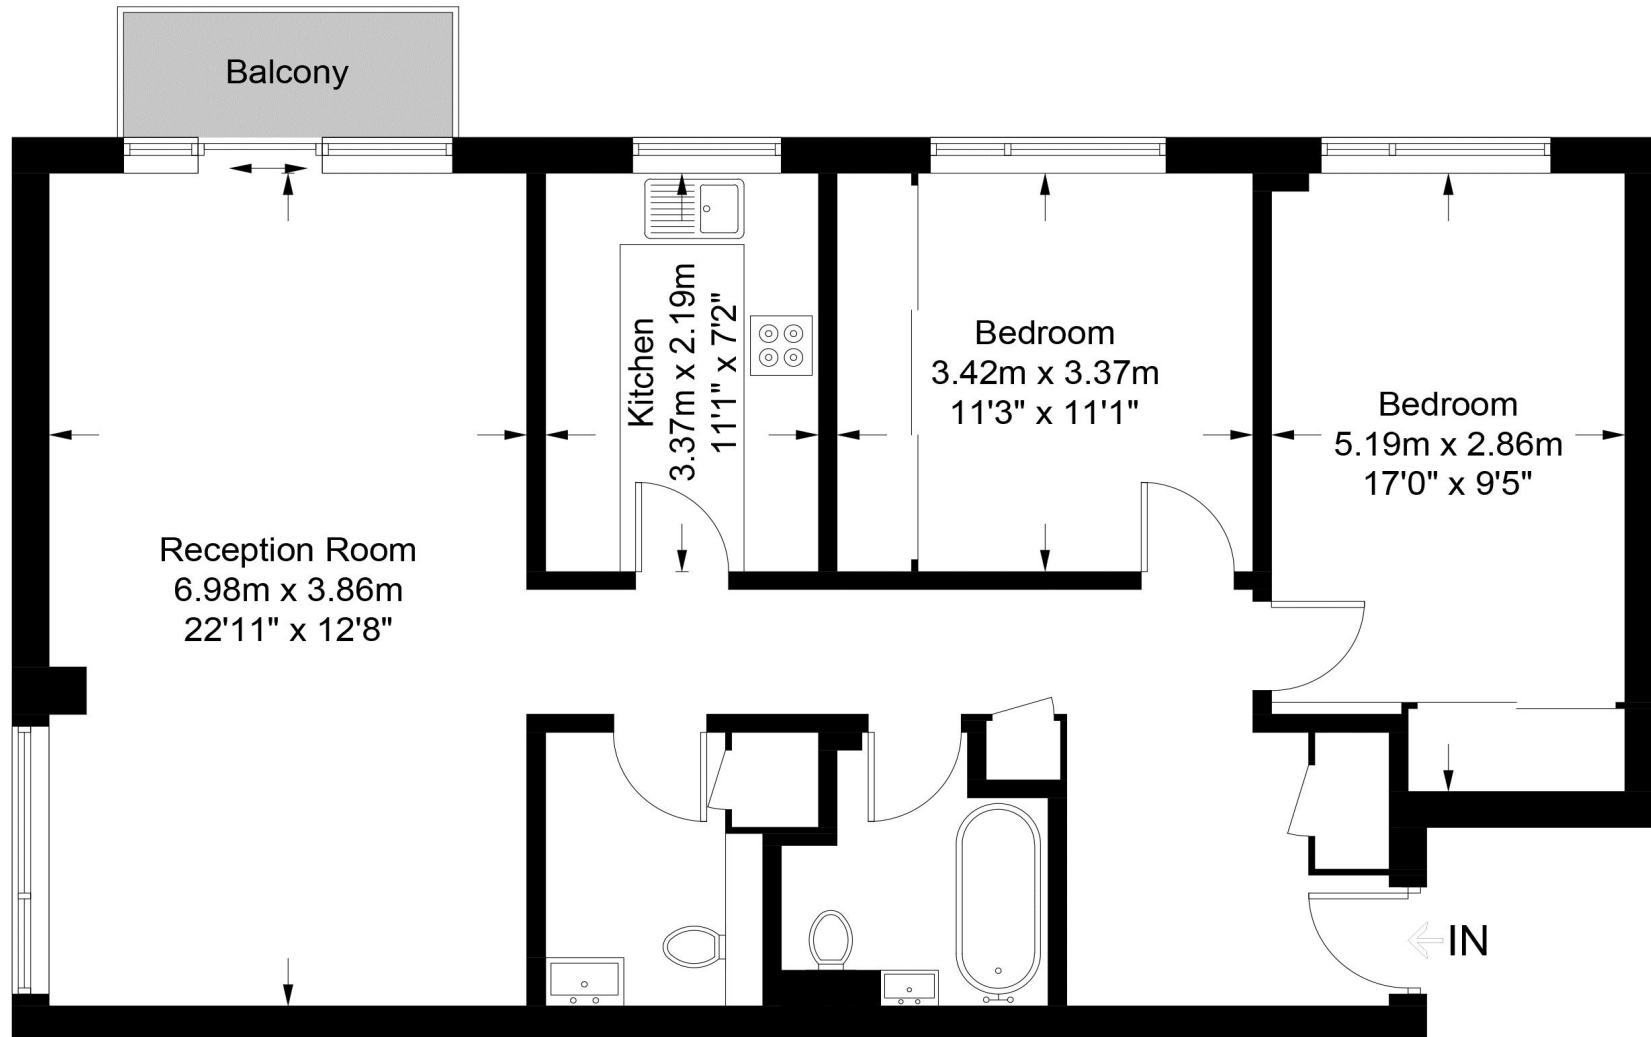 Balcony
Kitchen
3.37m x 2.19m
11'1" x 7'2"
Bedroom
3.42m x 3.37m
11'3" x 11'1"
Bedroom
5.19m x 2.86m
17'0" x 9'5"
Reception Room
6.98m x 3.86m
22'11" x 12'8"
IN